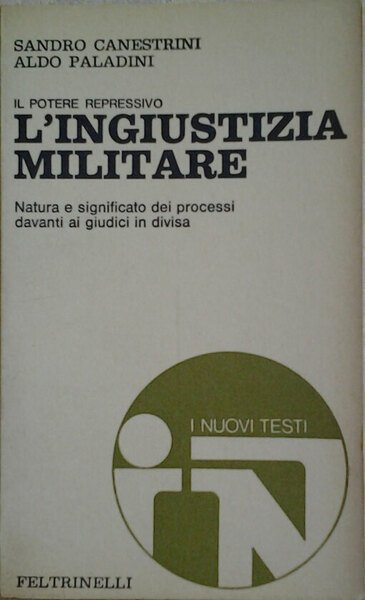 SANDRO CANESTRINI
ALDO PALADINI
IL POTERE REPRESSIVO
L'INGIUSTIZIA
MILITARE
Natura e significato dei processi
davanti ai giudici in divisa
I NUOVI TESTI
iN
FELTRINELLI